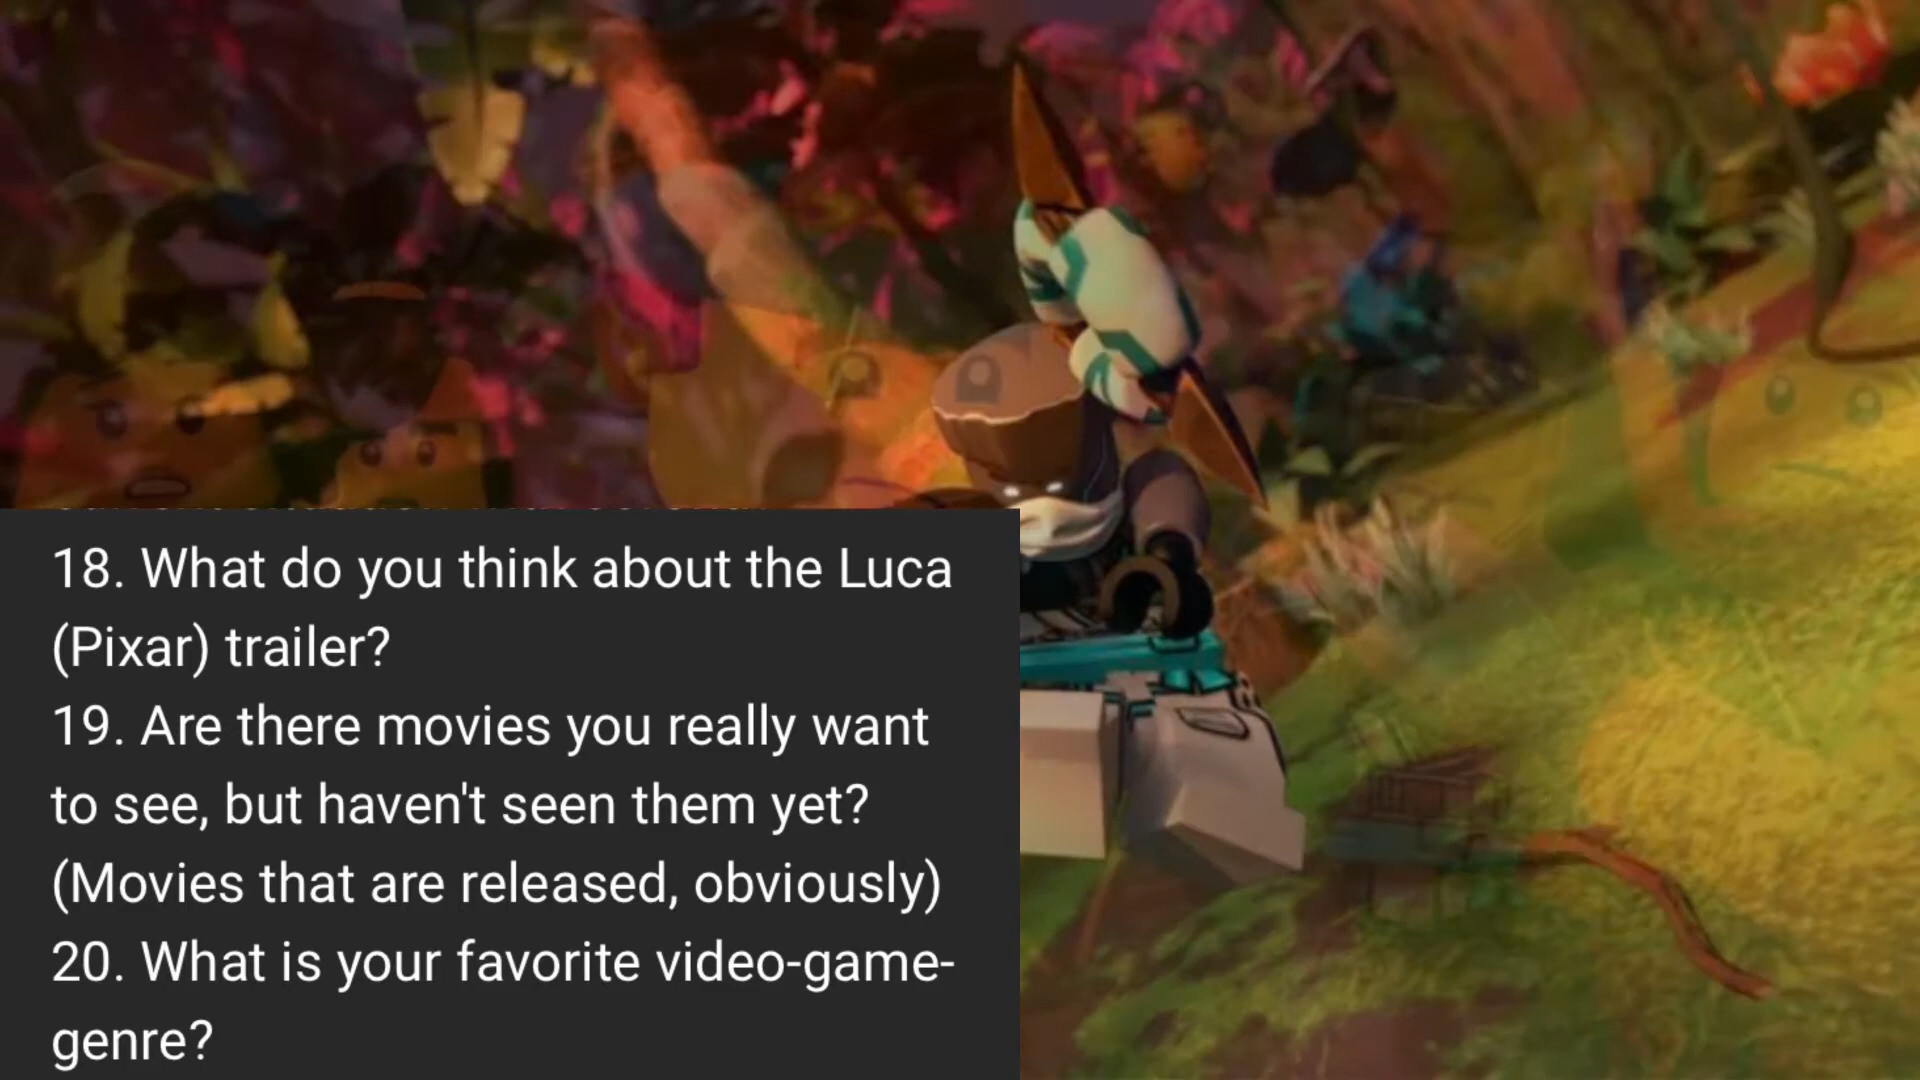 18. What do you think about the Luca
(Pixar) trailer?
19. Are there movies you really want
to see, but haven't seen them yet?
(Movies that are released, obviously)
20. What is your favorite video-game-
genre?